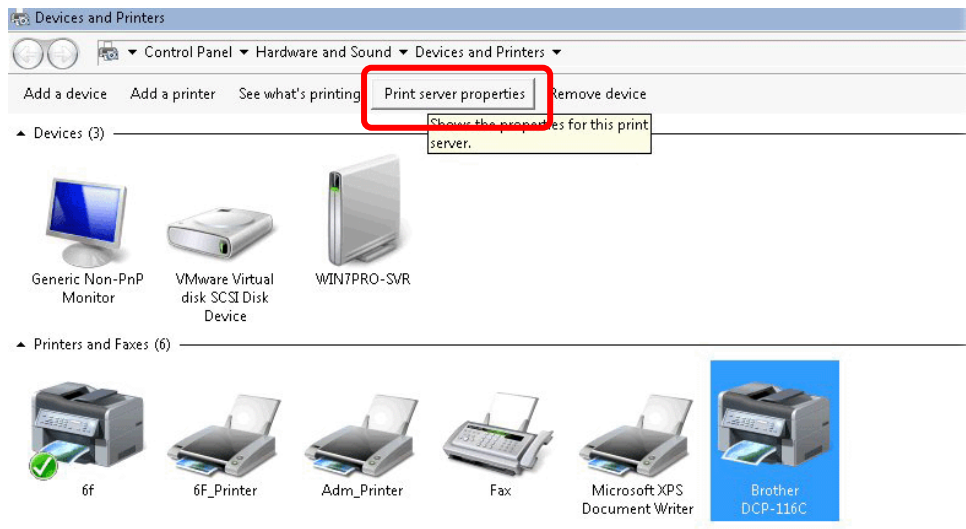 Devices and Printers
Control Panel ▾ Hardware and Sound ▾ Devices and Printers ▾
Add a device Add a printer See what's printing Print server properties Remove device
Shows the properties for this print
server.
Devices (3)
Generic Non-PnP
Monitor
VMware Virtual
disk SCSI Disk
Device
WIN7PRO-SVR
Printers and Faxes (6)
6f
6F_Printer
Adm_Printer
Fax
Microsoft XPS
Document Writer
Brother
DCP-116C